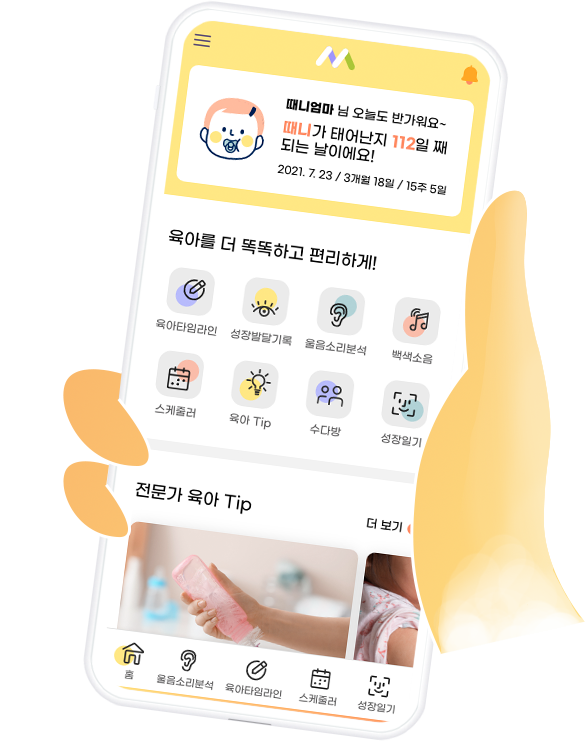 때니엄마 님 오늘도 반가워요~
때니가 태어난지 112일 째
되는 날이에요!
2021. 7. 23 / 3개월 18일 / 15주 5일
육아를 더 똑똑하고 편리하게!
육아타임라인 성장발달기록 울음소리분석 백색소음
스케줄러 육아 Tip 수다방 성장일기
전문가 육아 Tip
더 보기
홈 울음소리분석 육아타임라인 스케줄러 성장일기